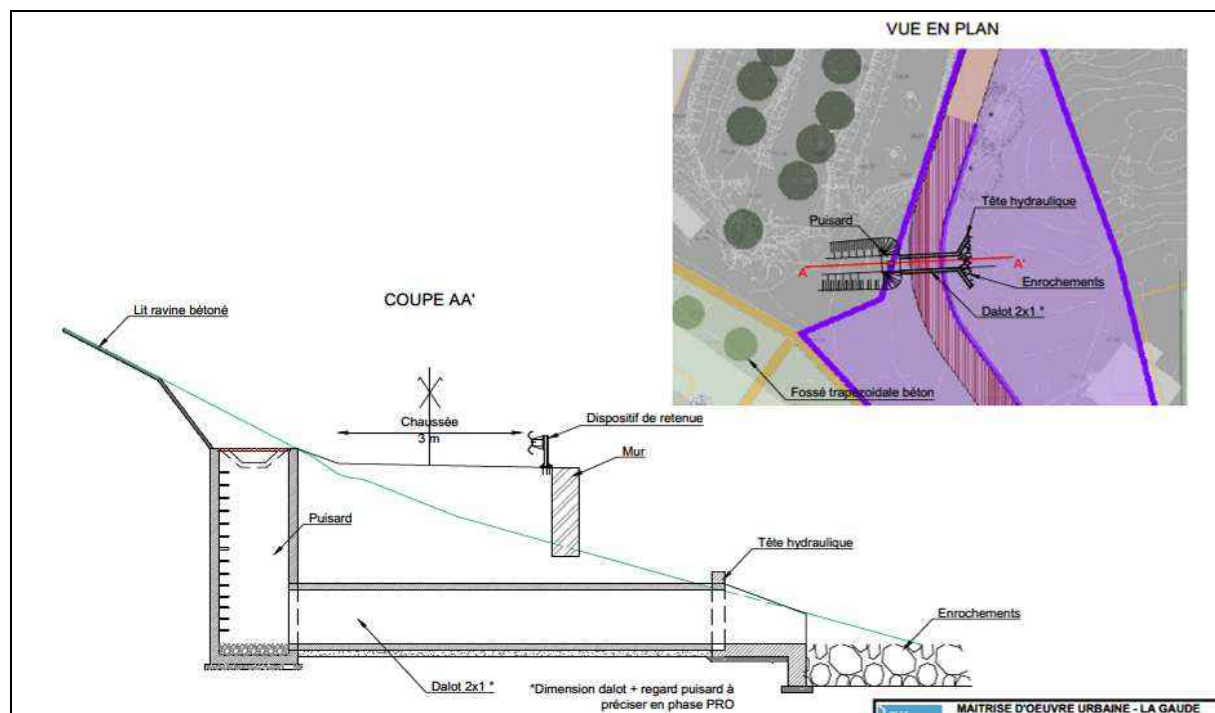 VUE EN PLAN
Tête hydraulique
Puisard
A
A'
Enrochements
Dalot 2x1 *
Fossé trapézoidale béton
COUPE AA'
Lit ravine bétoné
Chaussée
3 m
Dispositif de retenue
Mur
Puisard
Tête hydraulique
Enrochements
Dalot 2x1 *
*Dimension dalot + regard puisard à
préciser en phase PRO
MAITRISE D'OEUVRE URBAINE - LA GAUDE